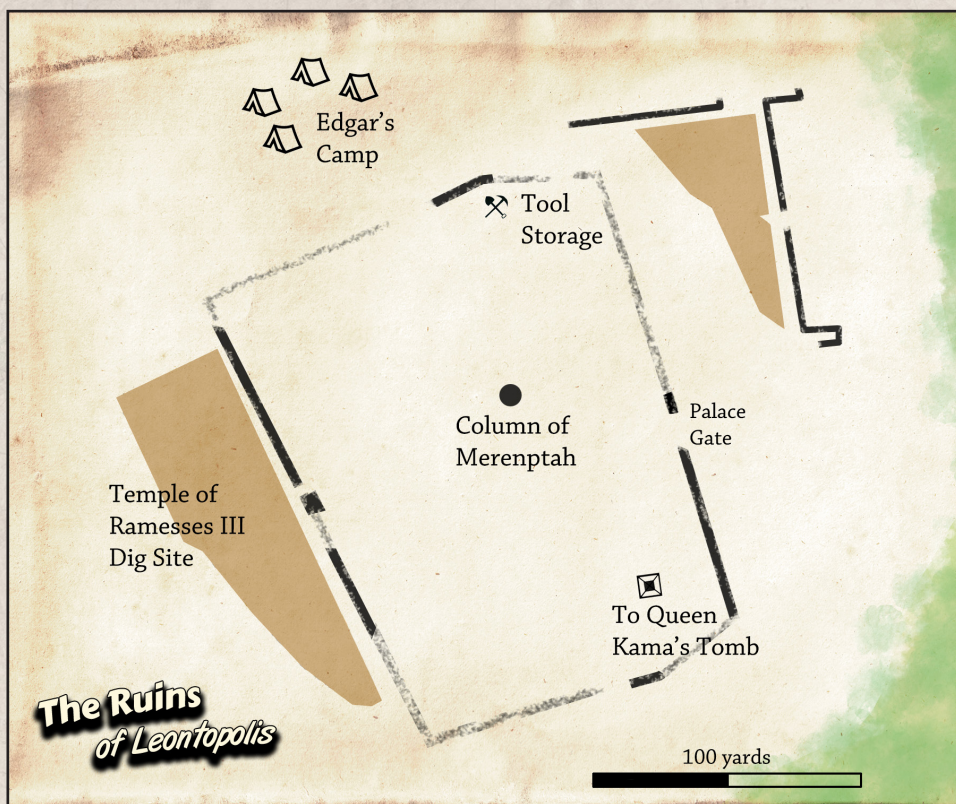 Edgar's
Camp
Tool
Storage
Column of
Merenptah
Palace
Gate
Temple of
Ramesses III
Dig Site
To Queen
Kama's Tomb
The Ruins
of Leontopolis
100 yards